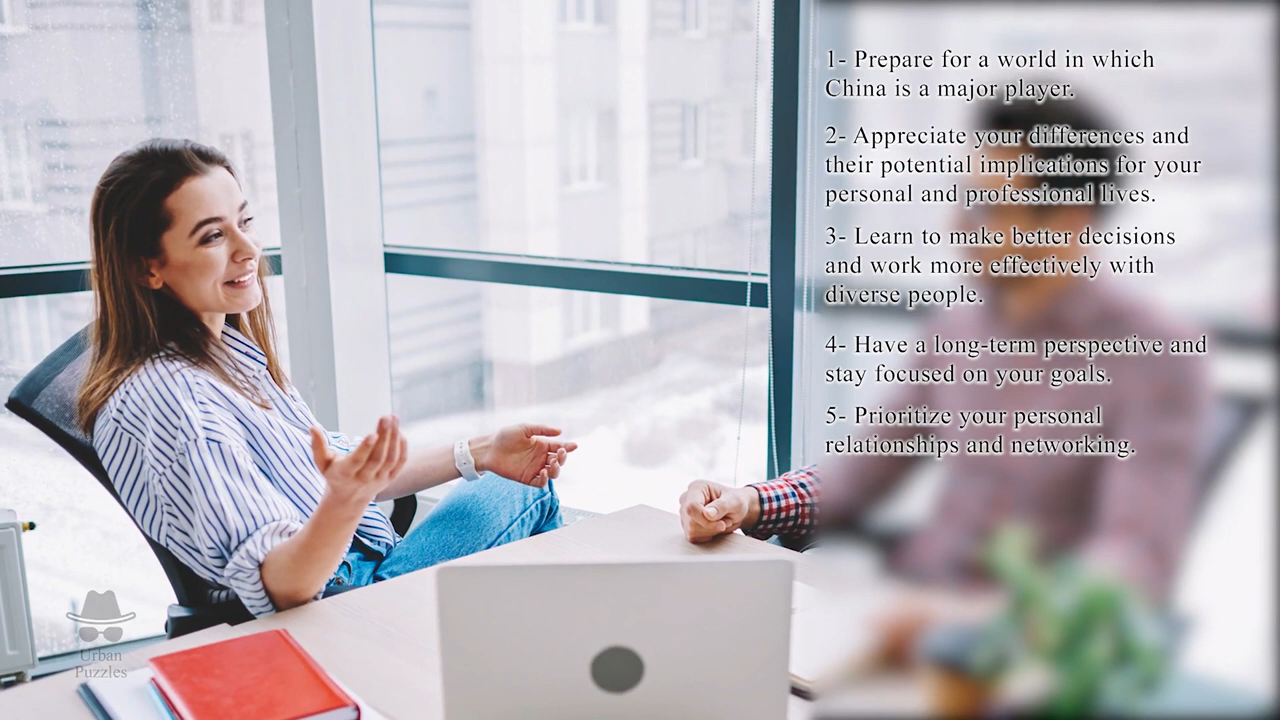 1- Prepare for a world in which
China is a major player.
2- Appreciate your differences and
their potential implications for your
personal and professional lives.
3- Learn to make better decisions
and work more effectively with
diverse people.
4- Have a long-term perspective and
stay focused on your goals.
5- Prioritize your personal
relationships and networking.
Urban
Puzzles